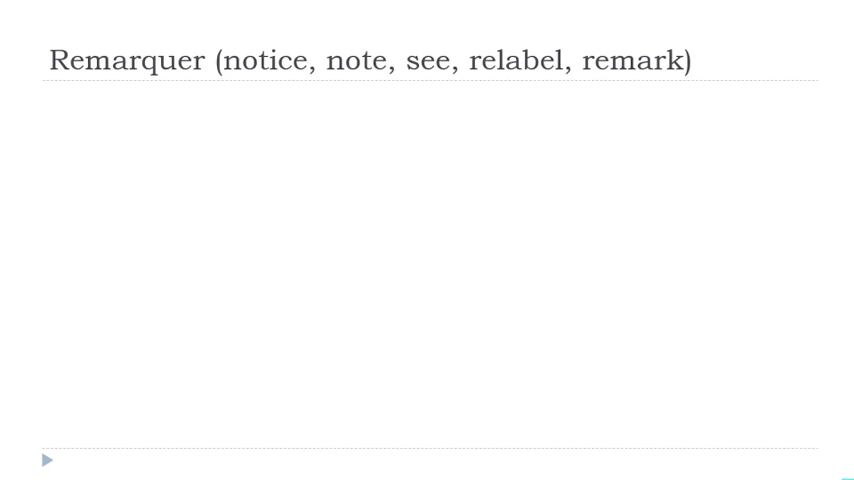 Remarquer (notice, note, see, relabel, remark)